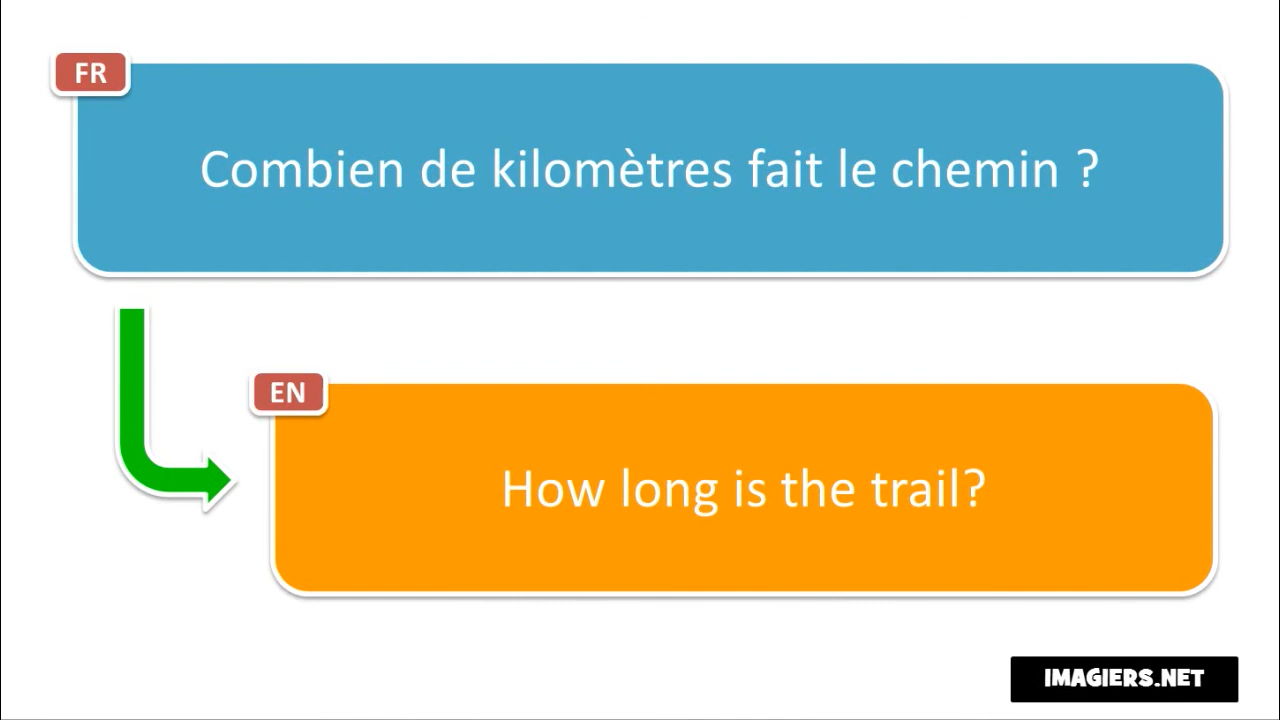 FR
Combien de kilomètres fait le chemin ?
EN
How long is the trail?
IMAGIERS.NET